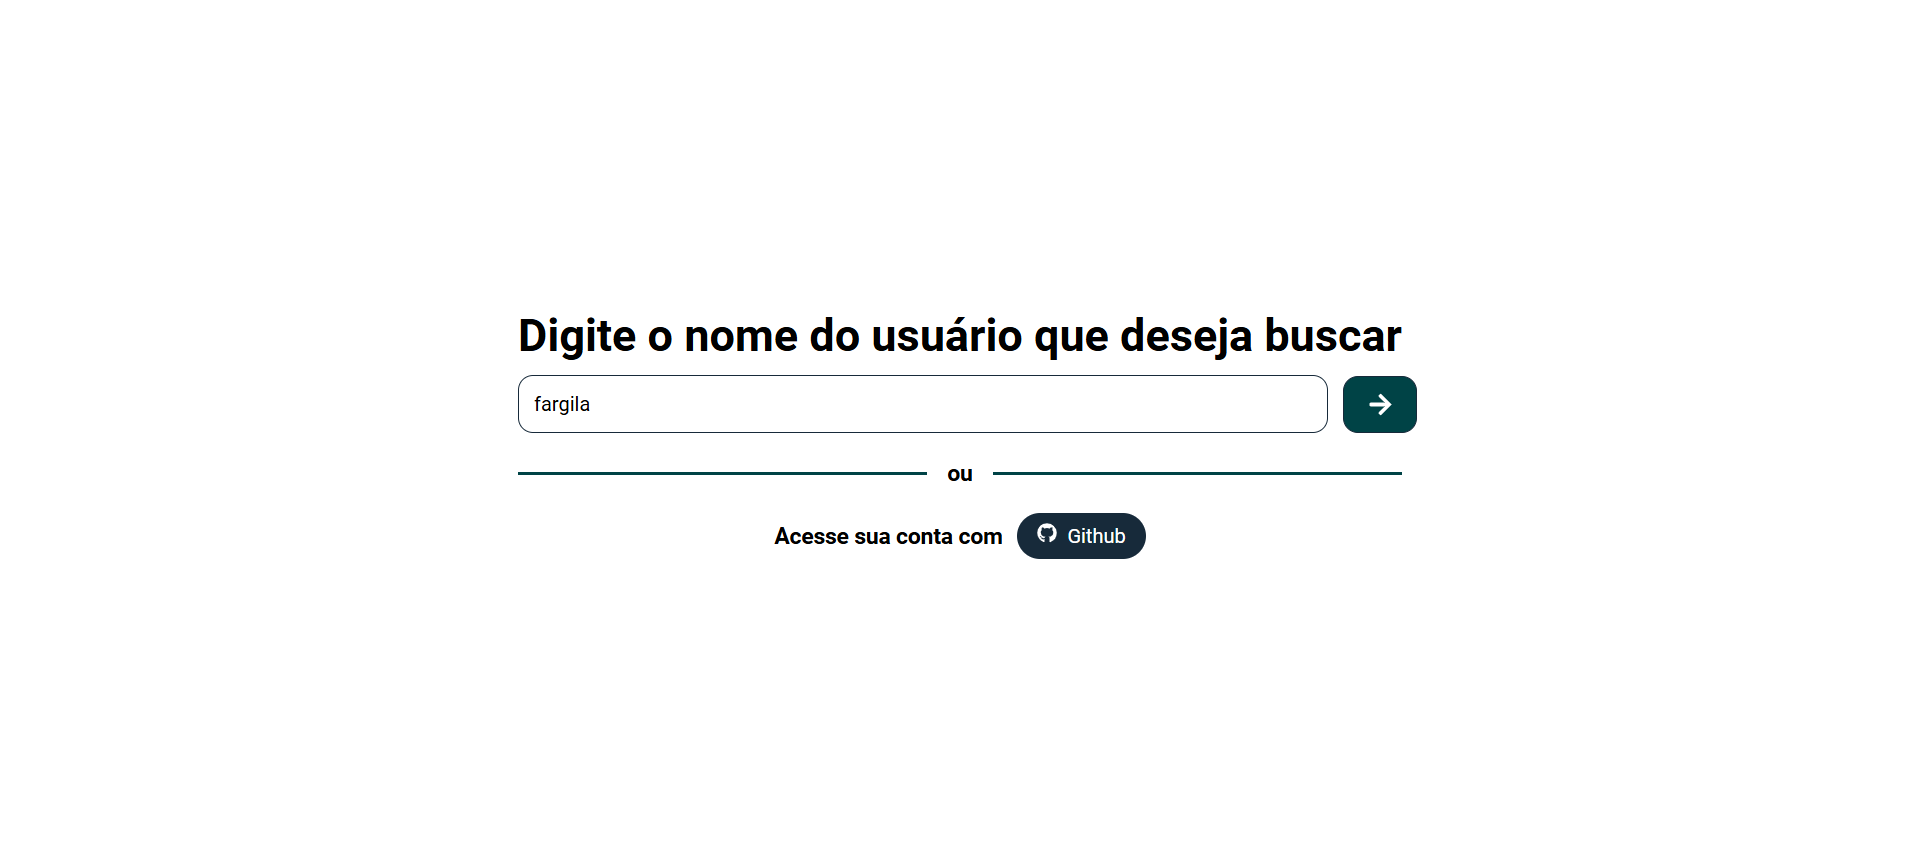 Digite o nome do usuário que deseja buscar
fargila
ou
Acesse sua conta com Github